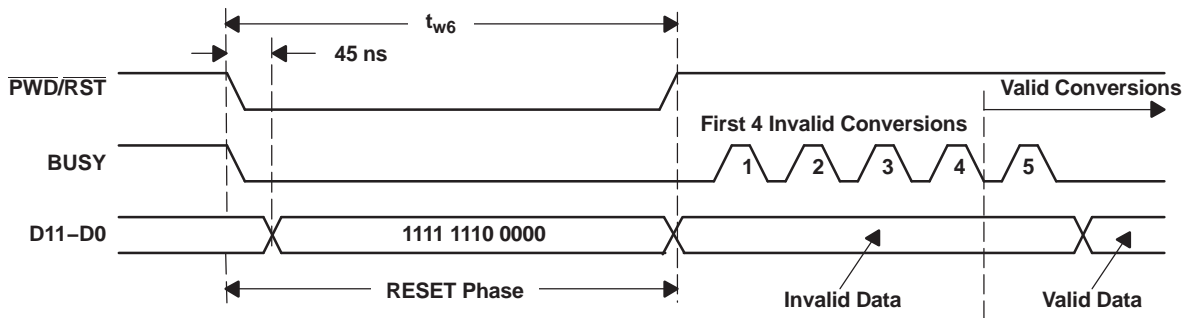 tw6
45 ns
PWD/RST
Valid Conversions
First 4 Invalid Conversions
BUSY
1 2 3 4 5
D11–D0
1111 1110 0000
RESET Phase
Invalid Data
Valid Data